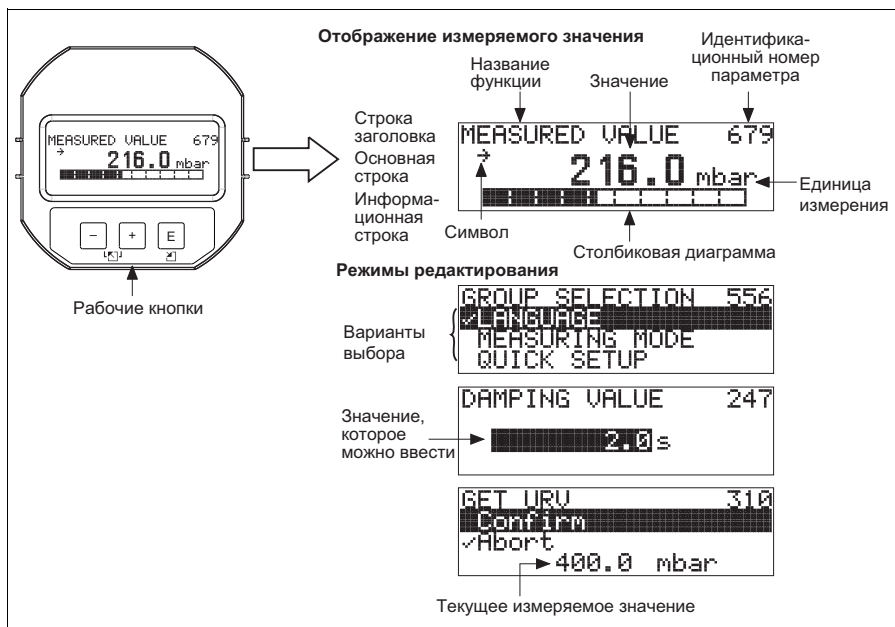 Отображение измеряемого значения
Название
функции
Значение
Идентифика-
ционный номер
параметра
MEASURED VALUE 679
→
216.0 mbar
- + E
Рабочие кнопки
Строка
заголовка
Основная
строка
Информа-
ционная
строка
MEASURED VALUE 679
→
216.0 mbar
Единица
измерения
Символ
Столбиковая диаграмма
Режимы редактирования
Варианты
выбора
GROUP SELECTION 556
✓LANGUAGE
MEASURING MODE
QUICK SETUP
DAMPING VALUE 247
Значение,
которое
можно ввести
2.0 s
GET URV 310
Confirm
✓Abort
400.0 mbar
Текущее измеряемое значение